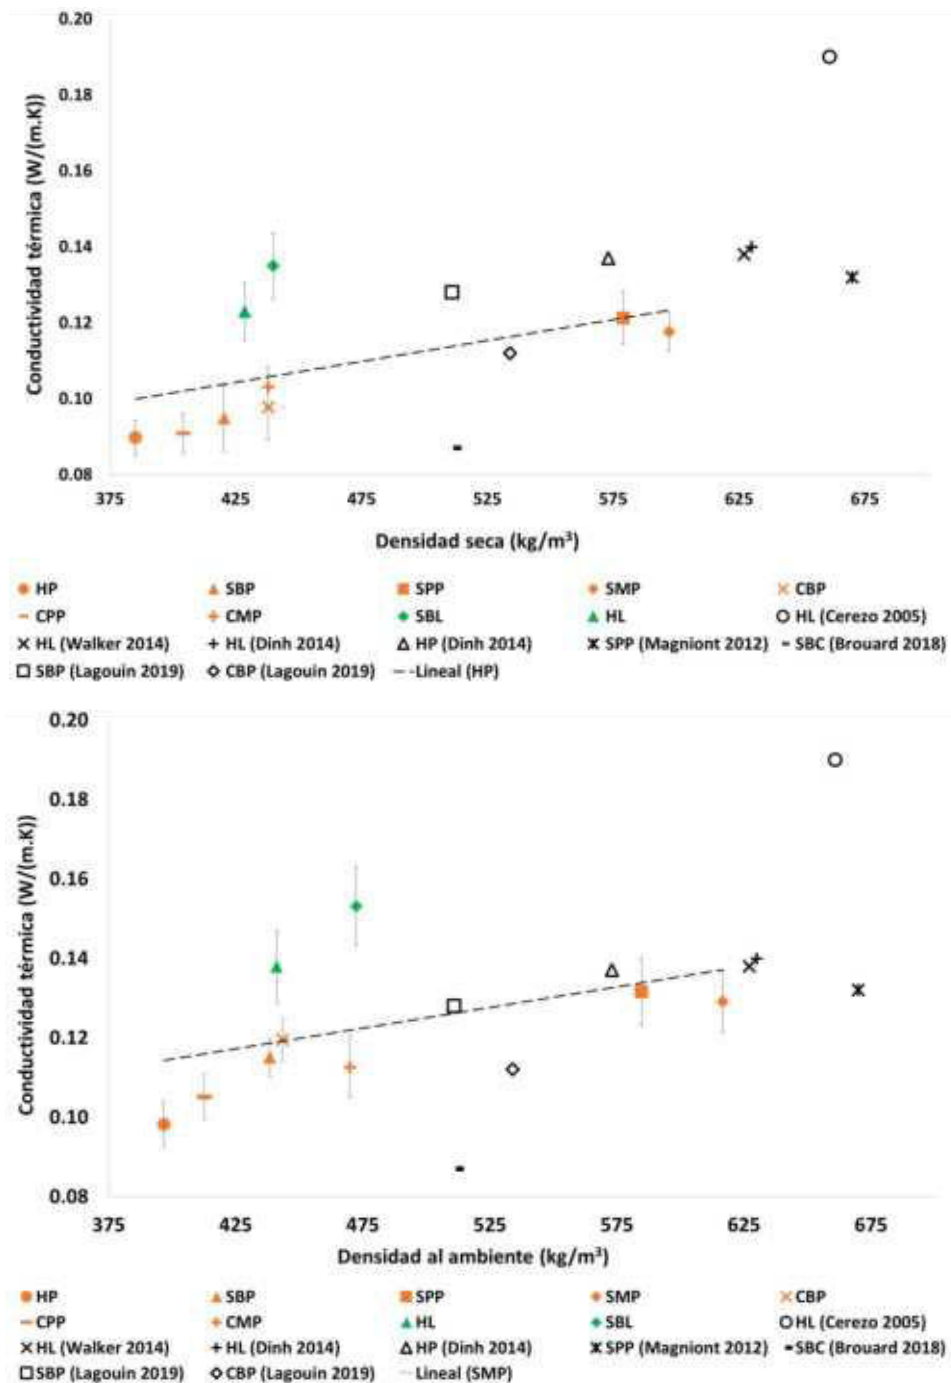 0.20
0.18
0.16
0.14
0.12
0.10
0.08
Conductividad térmica (W/(m.K))
375 425 475 525 575 625 675
Densidad seca (kg/m³)
HP SBP SPP SMP CBP
CPP CMP SBL HL HL (Cerezo 2005)
HL (Walker 2014) HL (Dinh 2014) HP (Dinh 2014) SPP (Magniont 2012) SBC (Brouard 2018)
SBP (Lagouin 2019) CBP (Lagouin 2019) Lineal (HP)
0.20
0.18
0.16
0.14
0.12
0.10
0.08
Conductividad térmica (W/(m.K))
375 425 475 525 575 625 675
Densidad al ambiente (kg/m³)
HP SBP SPP SMP CBP
CPP CMP HL SBL HL (Cerezo 2005)
HL (Walker 2014) HL (Dinh 2014) HP (Dinh 2014) SPP (Magniont 2012) SBC (Brouard 2018)
SBP (Lagouin 2019) CBP (Lagouin 2019) Lineal (SMP)